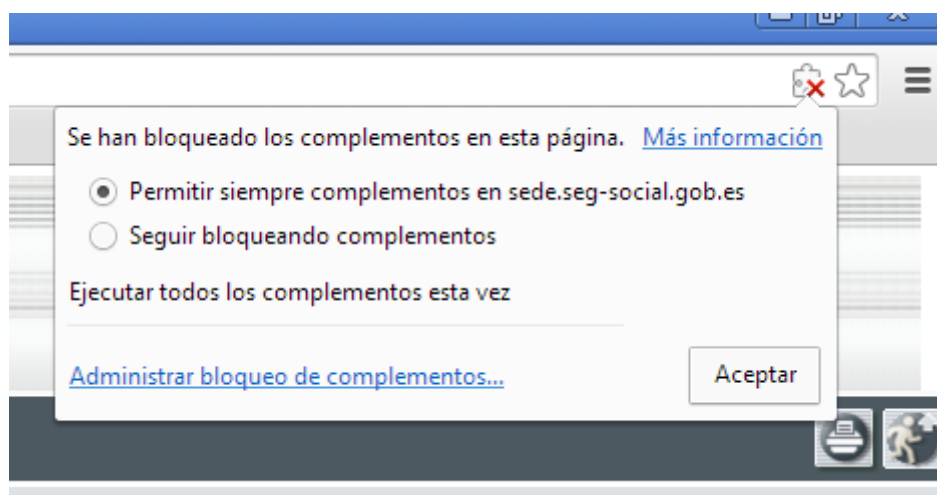 Se han bloqueado los complementos en esta página. Más información
Permitir siempre complementos en sede.seg-social.gob.es
Seguir bloqueando complementos
Ejecutar todos los complementos esta vez
Administrar bloqueo de complementos...
Aceptar